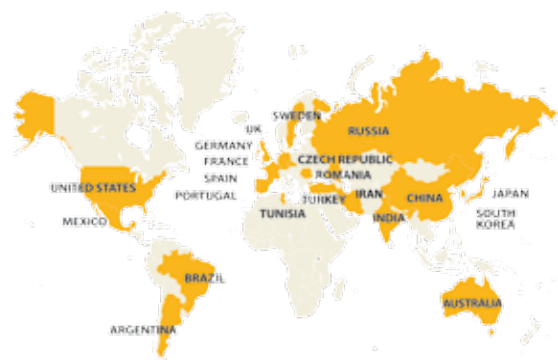 SWEDEN
UK
RUSSIA
GERMANY
FRANCE
CZECH REPUBLIC
SPAIN
ROMANIA
UNITED STATES
PORTUGAL
TURKEY
IRAN
CHINA
JAPAN
MEXICO
TUNISIA
INDIA
SOUTH
KOREA
BRAZIL
AUSTRALIA
ARGENTINA